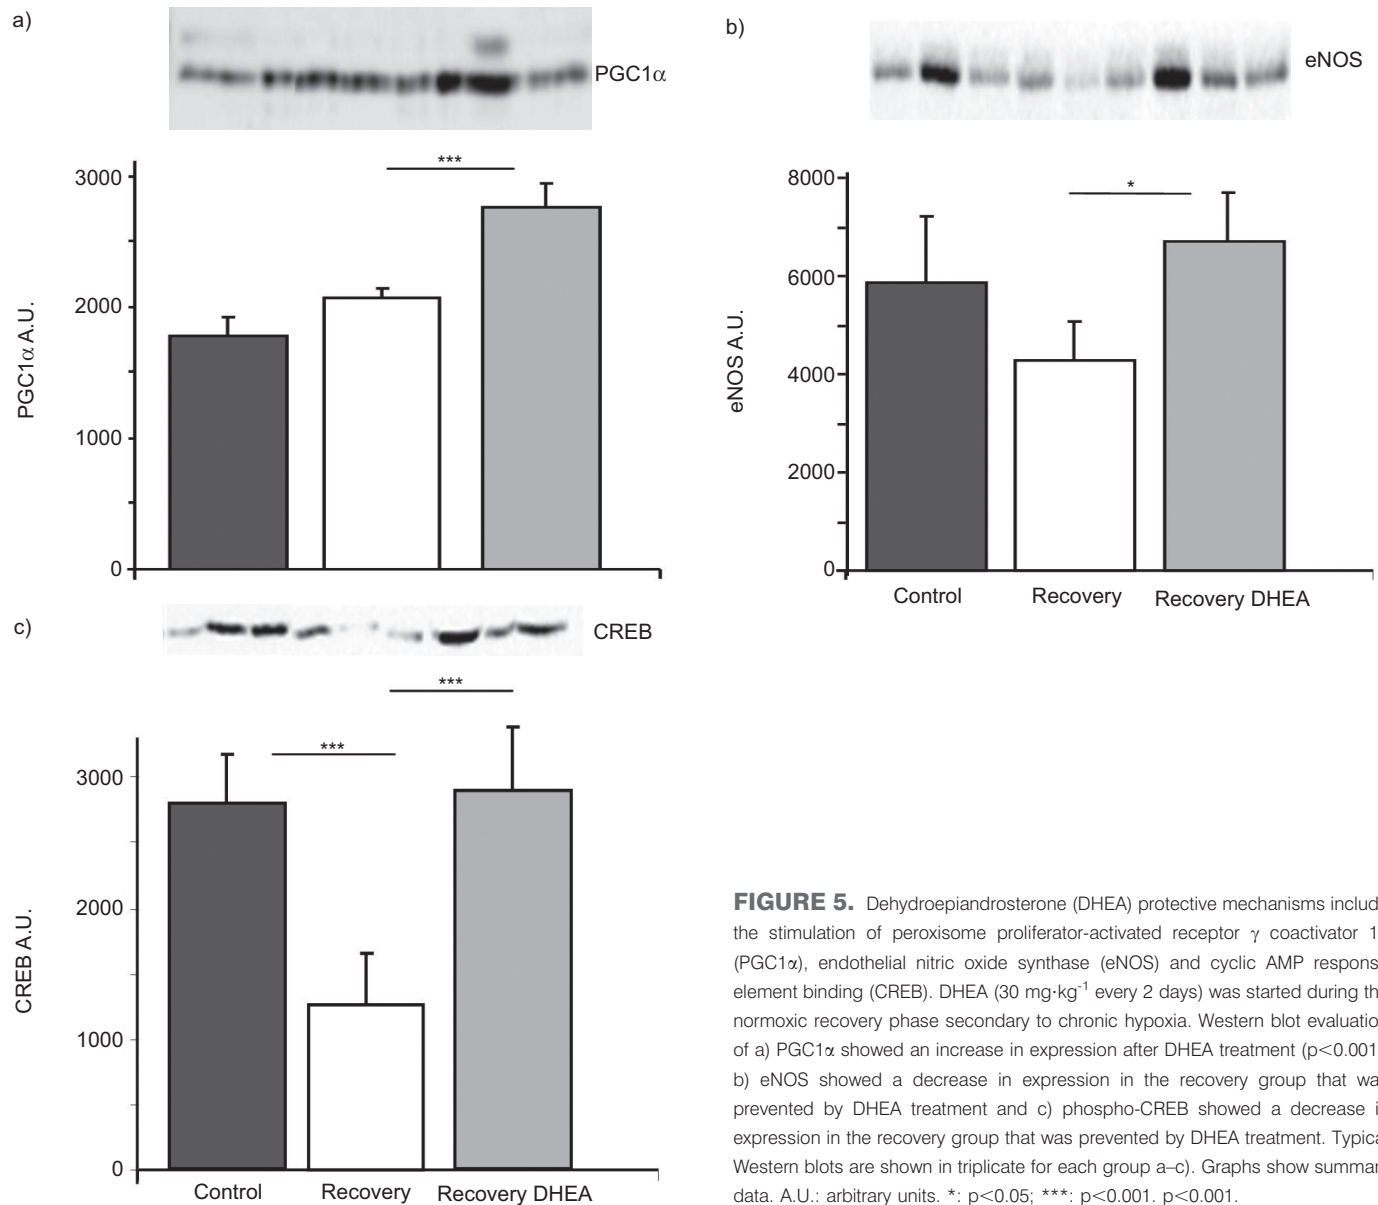 a)
PGC1α
***
3000
2000
1000
0
PGC1α A.U.
b)
eNOS
*
8000
6000
4000
2000
0
eNOS A.U.
Control Recovery Recovery DHEA
c)
CREB
***
***
3000
2000
1000
0
CREB A.U.
Control Recovery Recovery DHEA
FIGURE 5. Dehydroepiandrosterone (DHEA) protective mechanisms includ
the stimulation of peroxisome proliferator-activated receptor γ coactivator 1
(PGC1α), endothelial nitric oxide synthase (eNOS) and cyclic AMP respons
element binding (CREB). DHEA (30 mg·kg⁻¹ every 2 days) was started during th
normoxic recovery phase secondary to chronic hypoxia. Western blot evaluatio
of a) PGC1α showed an increase in expression after DHEA treatment (p<0.001
b) eNOS showed a decrease in expression in the recovery group that wa
prevented by DHEA treatment and c) phospho-CREB showed a decrease i
expression in the recovery group that was prevented by DHEA treatment. Typica
Western blots are shown in triplicate for each group a–c). Graphs show summar
data. A.U.: arbitrary units. *: p<0.05; ***: p<0.001. p<0.001.